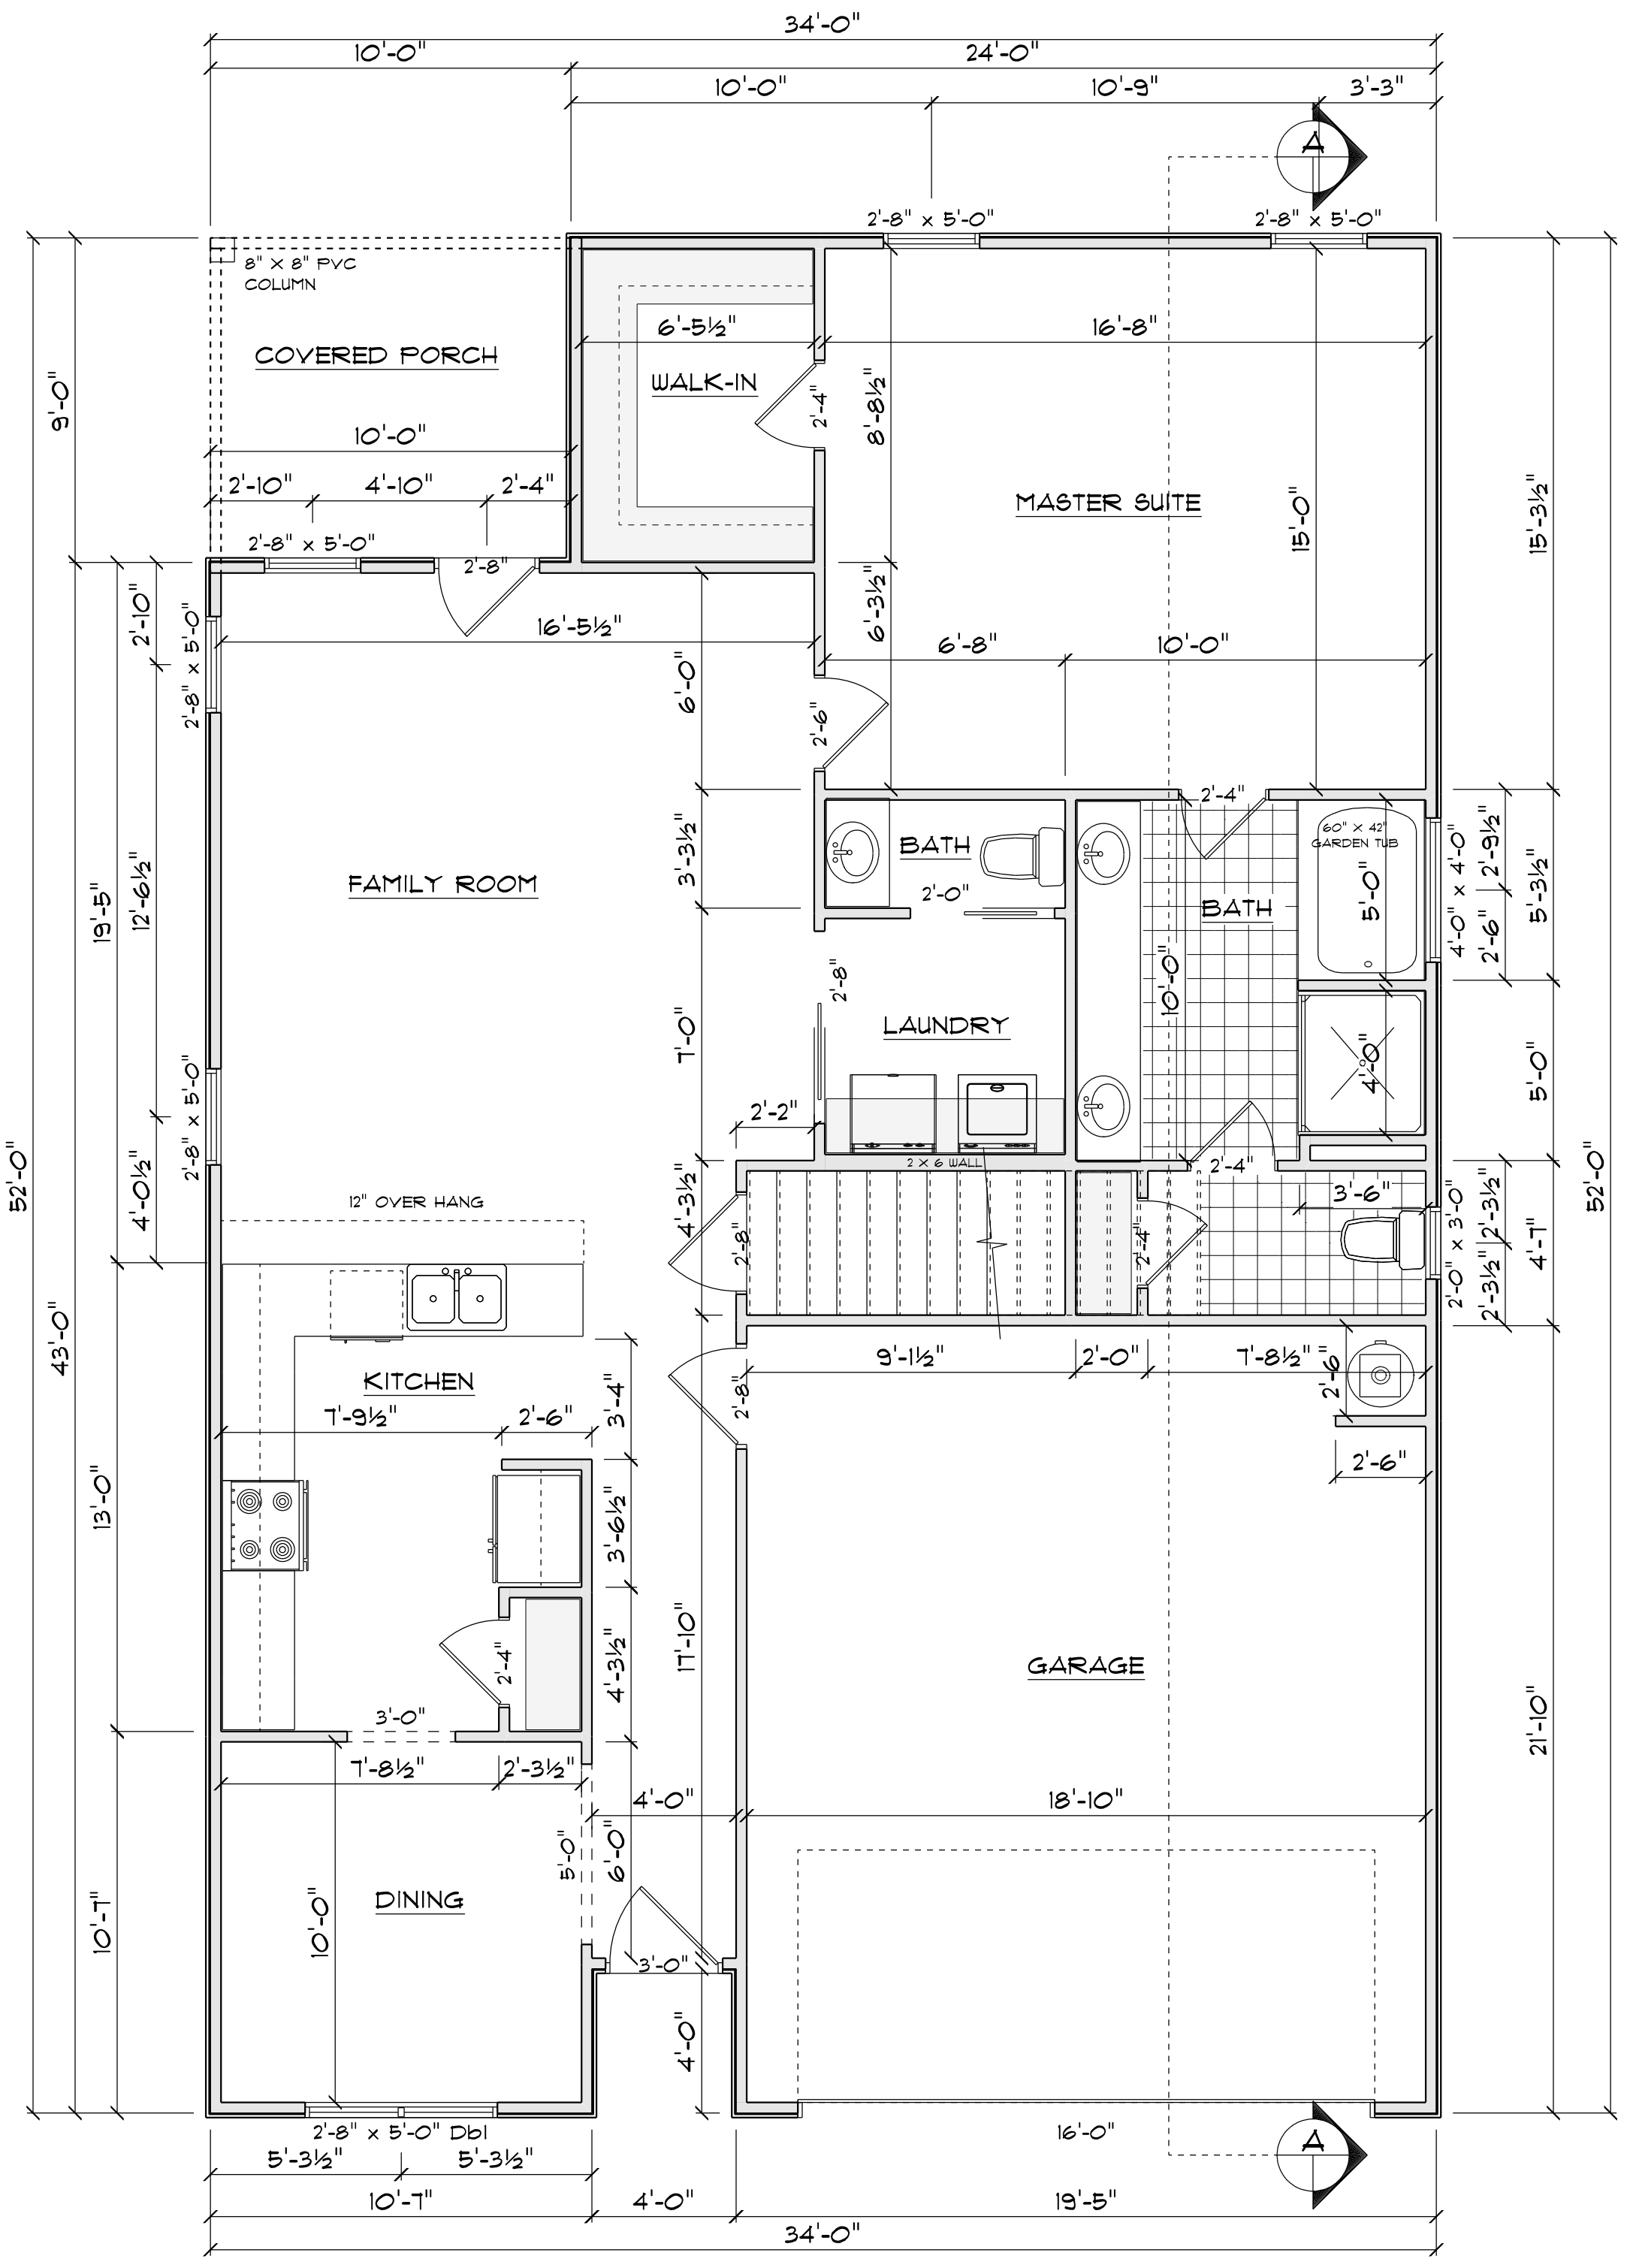 34'-0"
10'-0" 24'-0"
10'-0" 10'-9" 3'-3"
A
2'-8" x 5'-0" 2'-8" x 5'-0"
8" X 8" PVC
COLUMN
6'-5½" 16'-8"
COVERED PORCH
WALK-IN
9'-0"
2'-4"
8'-8½"
10'-0"
2'-10" 4'-10" 2'-4"
MASTER SUITE
15'-0"
15'-3½"
2'-8" x 5'-0"
2'-8"
2'-10"
2'-8" x 5'-0"
16'-5½"
6'-3½"
6'-8" 10'-0"
6'-0"
2'-6"
2'-4"
60" X 42"
GARDEN TUB
BATH
3'-3½"
FAMILY ROOM
2'-0"
BATH
5'-0"
4'-0" x 4'-0"
2'-9½"
2'-6"
5'-3½"
12'-6½"
19'-5"
2'-8"
10'-0"
LAUNDRY
7'-0"
4'-0"
5'-0"
2'-8" x 5'-0"
2'-2"
52'-0"
52'-0"
2 X 6 WALL
2'-4"
4'-0½"
12" OVER HANG
4'-3½"
2'-8"
2'-4"
3'-6"
2'-0" x 3'-0"
2'-3½"
2'-3½"
4'-7"
43'-0"
9'-1½" 2'-0" 7'-8½"
2'-6"
KITCHEN
2'-8"
3'-4"
7'-9½" 2'-6"
2'-6"
13'-0"
3'-6½"
17'-10"
4'-3½"
2'-4"
GARAGE
21'-10"
3'-0"
7'-8½" 2'-3½"
4'-0" 18'-10"
5'-0"
6'-0"
DINING
10'-0"
10'-7"
3'-0"
4'-0"
2'-8" x 5'-0" Dbl
16'-0"
A
5'-3½" 5'-3½"
10'-7" 4'-0" 19'-5"
34'-0"